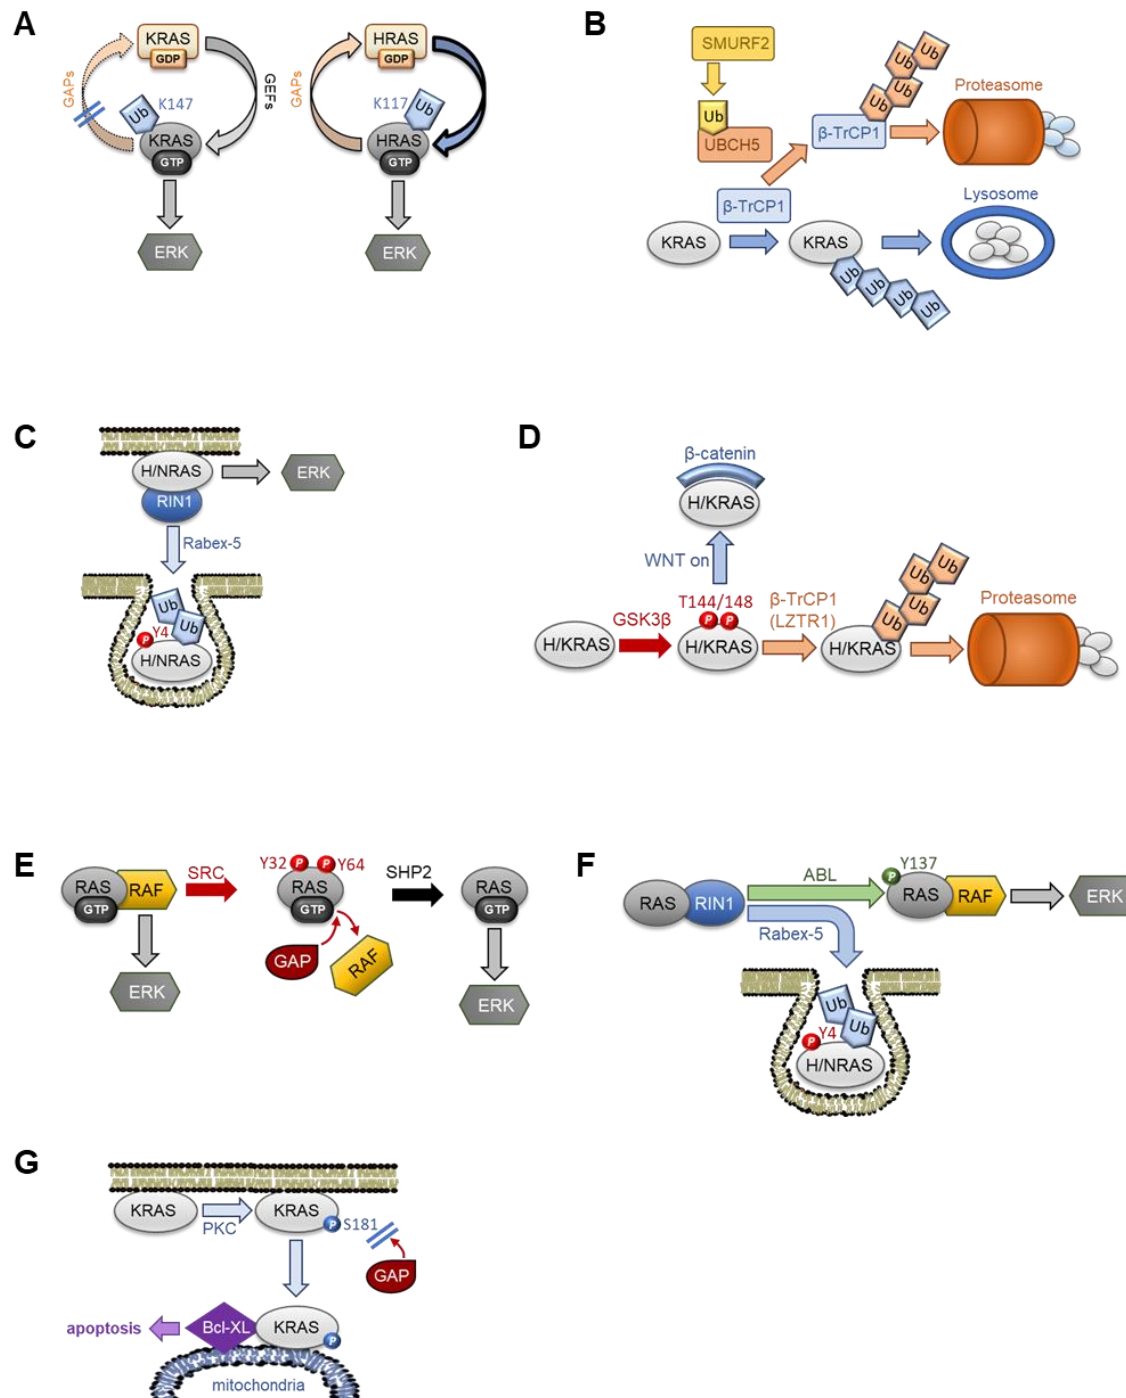 A
KRAS
GDP
GAPs
GEFs
Ub
K147
KRAS
GTP
ERK
HRAS
GDP
GAPs
K117
Ub
HRAS
GTP
ERK
B
SMURF2
Ub
UBCH5
Ub
Ub
Ub
Ub
β-TrCP1
Proteasome
β-TrCP1
KRAS
KRAS
Ub
Ub
Ub
Ub
Lysosome
C
H/NRAS
RIN1
ERK
Rabex-5
Ub
Ub
P
Y4
H/NRAS
D
β-catenin
H/KRAS
WNT on
GSK3β
T144/148
P
P
β-TrCP1
(LZTR1)
H/KRAS
H/KRAS
H/KRAS
Ub
Ub
Ub
Ub
Proteasome
E
RAS
GTP
RAF
ERK
SRC
Y32
P
P
Y64
RAS
GTP
GAP
RAF
SHP2
RAS
GTP
ERK
F
RAS
RIN1
ABL
Rabex-5
Y137
P
RAS
RAF
ERK
Ub
Ub
P
Y4
H/NRAS
G
KRAS
PKC
KRAS
P
S181
GAP
apoptosis
Bcl-XL
KRAS
P
mitochondria